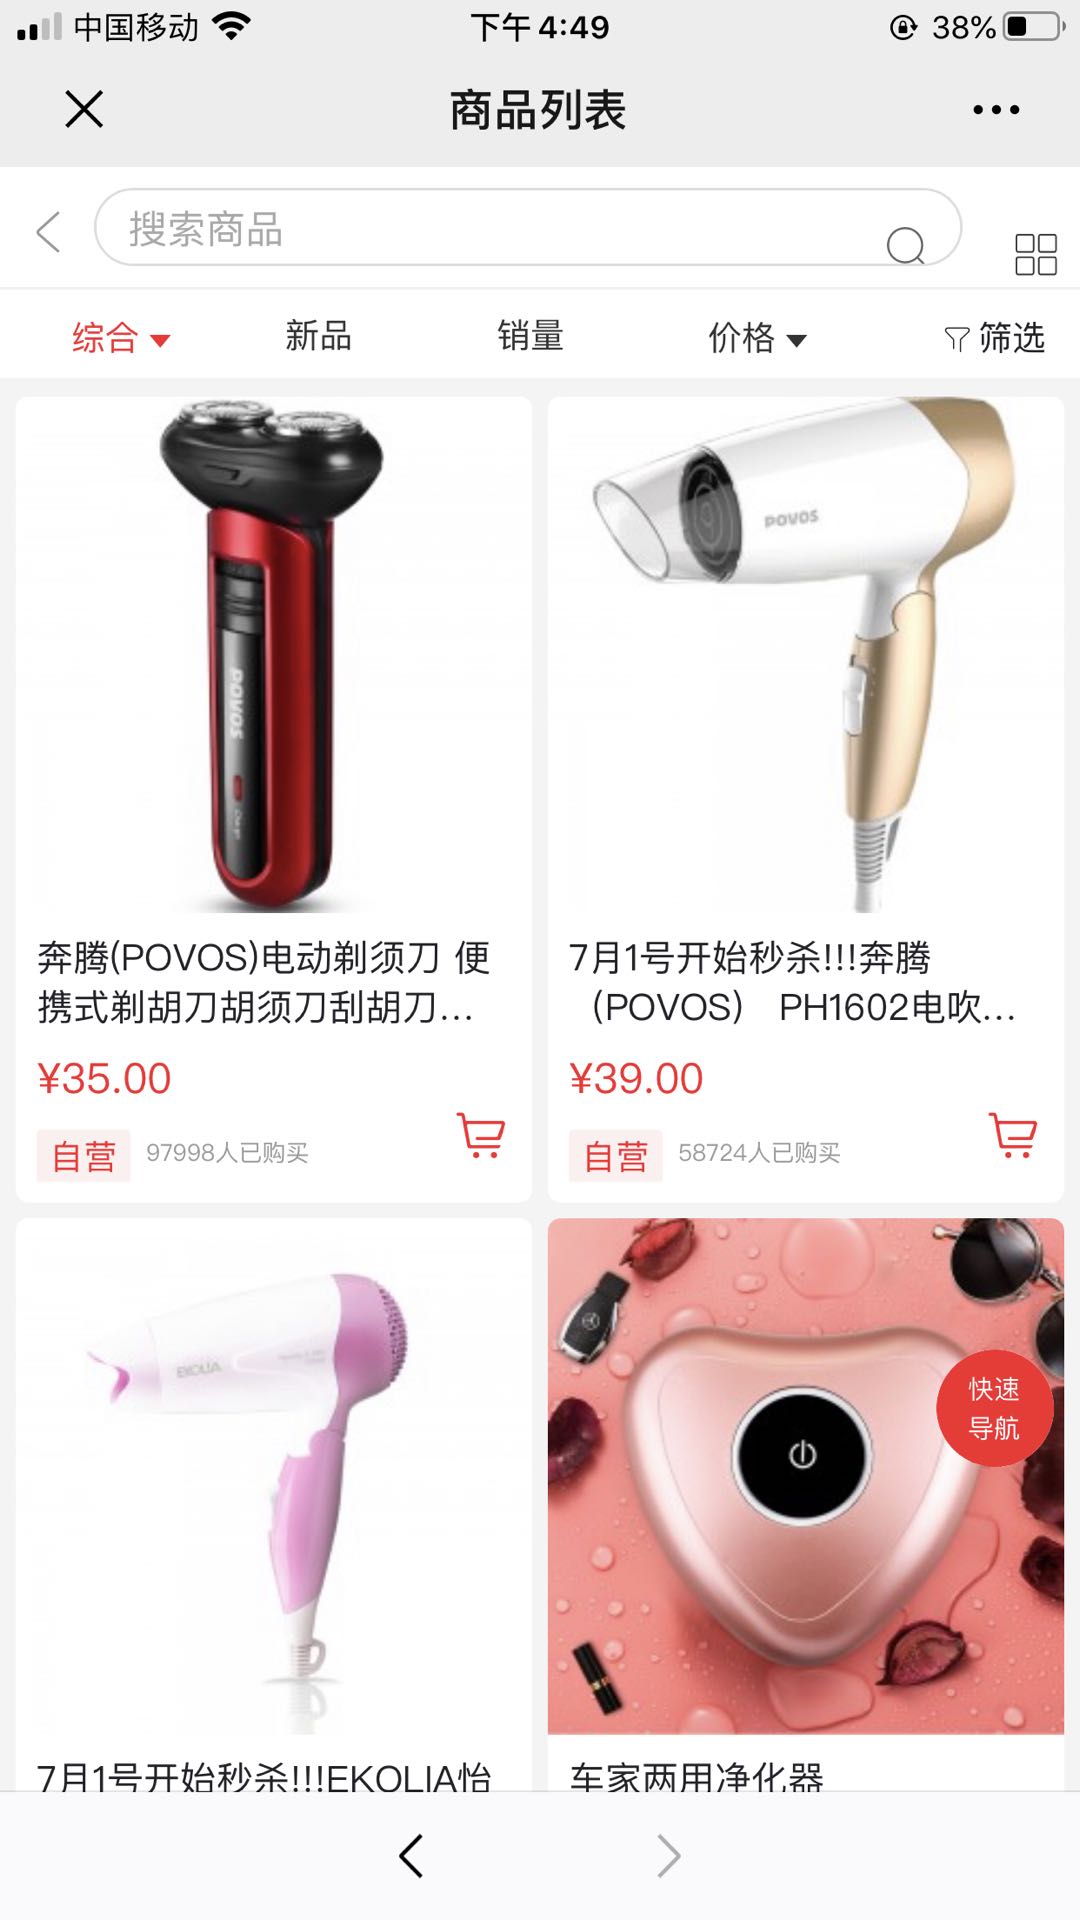 中国移动
下午4:49
38%
商品列表
搜索商品
综合
新品
销量
价格
筛选
POVOS
POVOS
奔腾(POVOS)电动剃须刀 便
携式剃胡刀胡须刀刮胡刀...
¥35.00
自营
97998人已购买
7月1号开始秒杀!!!奔腾
（POVOS） PH1602电吹...
¥39.00
自营
58724人已购买
快速
导航
7月1号开始秒杀!!!EKOLIA怡
车家两用净化器